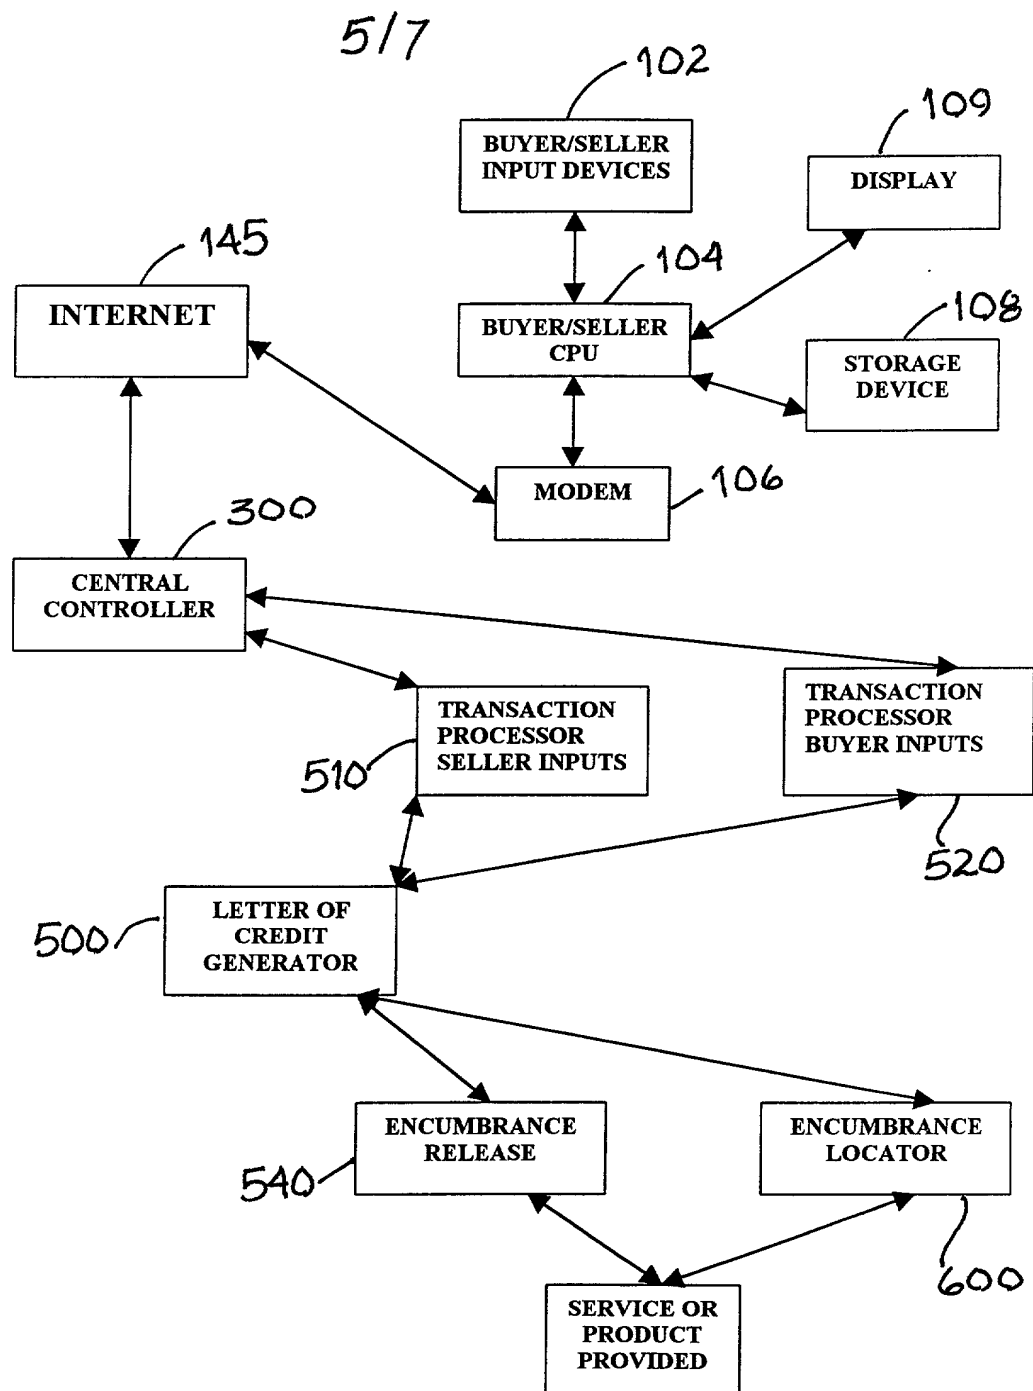 5/7
102
BUYER/SELLER
INPUT DEVICES
109
DISPLAY
145
INTERNET
104
BUYER/SELLER
CPU
108
STORAGE
DEVICE
MODEM
106
300
CENTRAL
CONTROLLER
TRANSACTION
PROCESSOR
SELLER INPUTS
510
TRANSACTION
PROCESSOR
BUYER INPUTS
520
LETTER OF
CREDIT
GENERATOR
500
ENCUMBRANCE
RELEASE
540
ENCUMBRANCE
LOCATOR
600
SERVICE OR
PRODUCT
PROVIDED